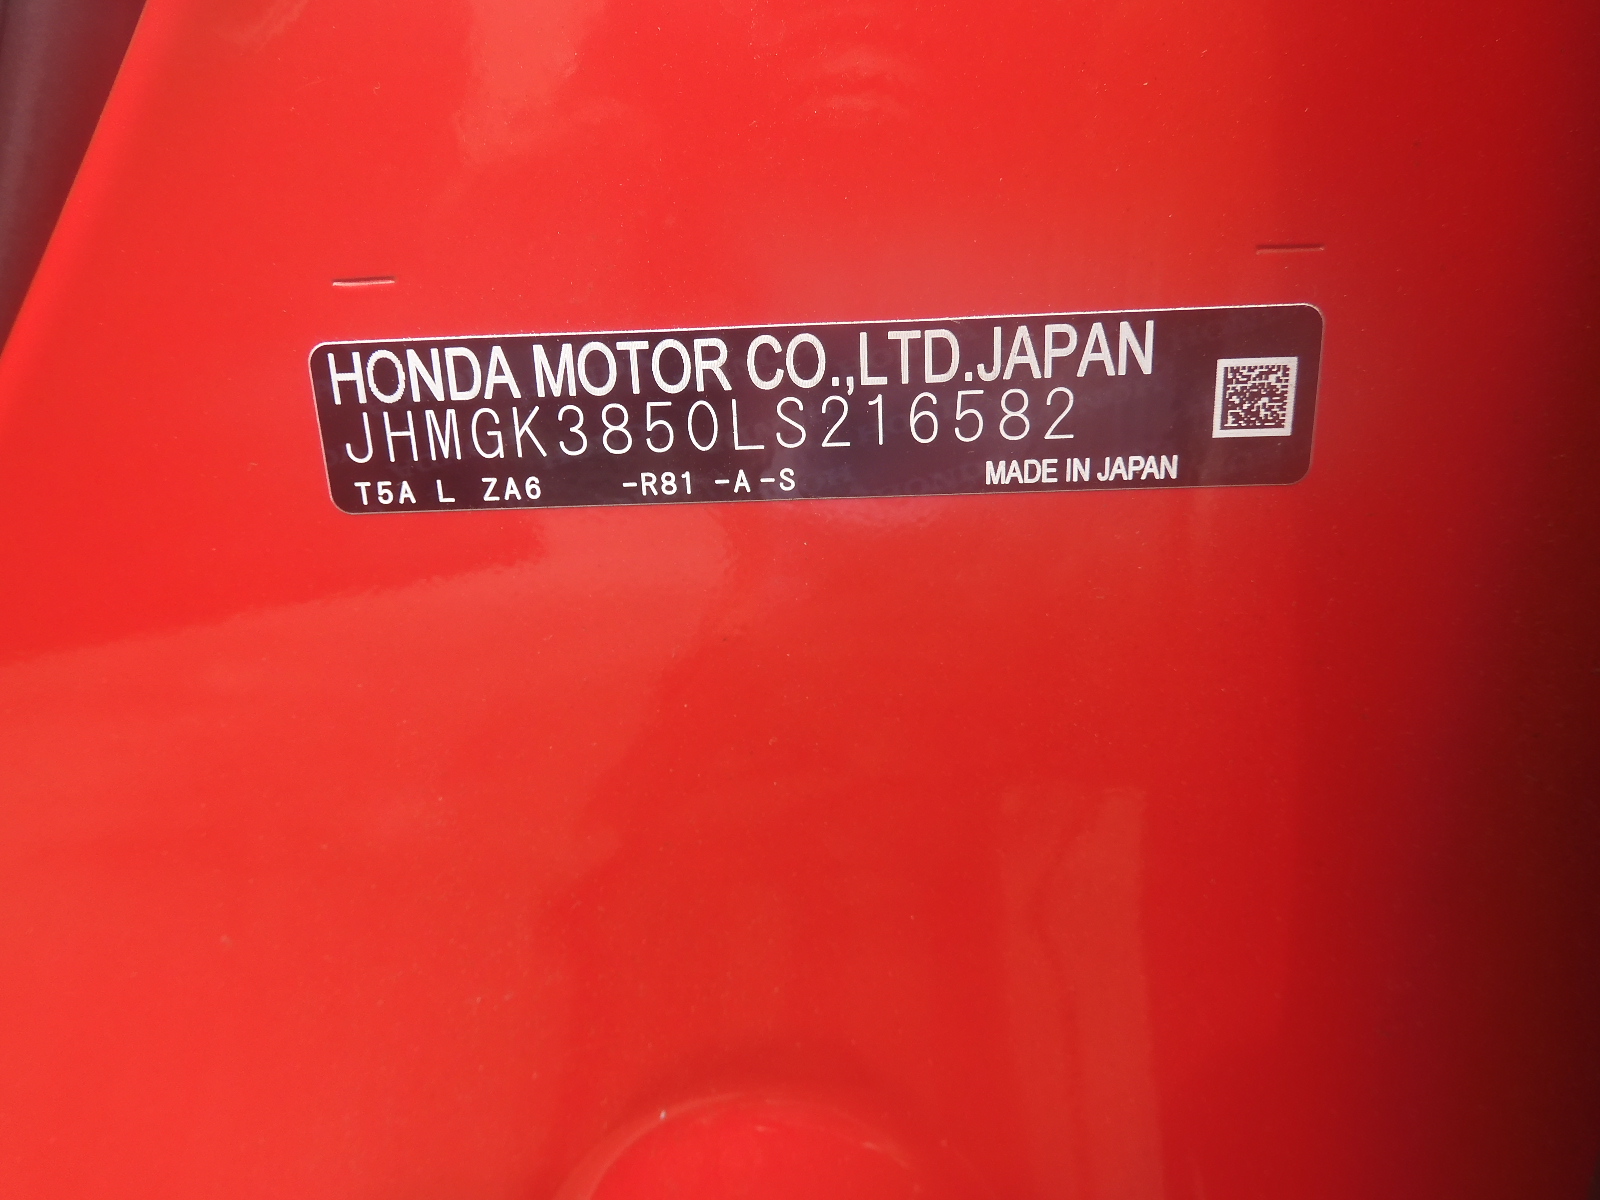 HONDA MOTOR CO.,LTD.JAPAN
JHMGK3850LS216582
T5A L ZA6 -R81 -A -S MADE IN JAPAN